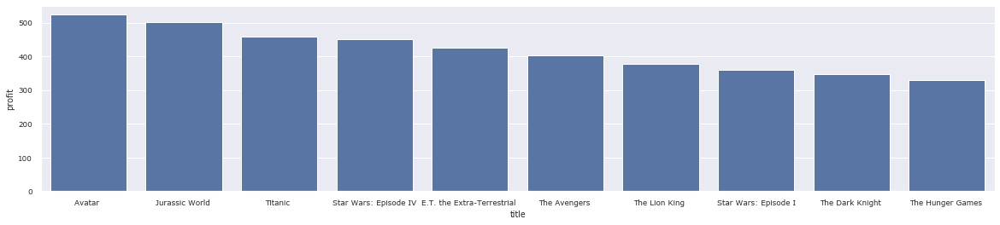 profit
500
400
300
200
100
0
Avatar Jurassic World Titanic Star Wars: Episode IV E.T. the Extra-Terrestrial The Avengers The Lion King Star Wars: Episode I The Dark Knight The Hunger Games
title